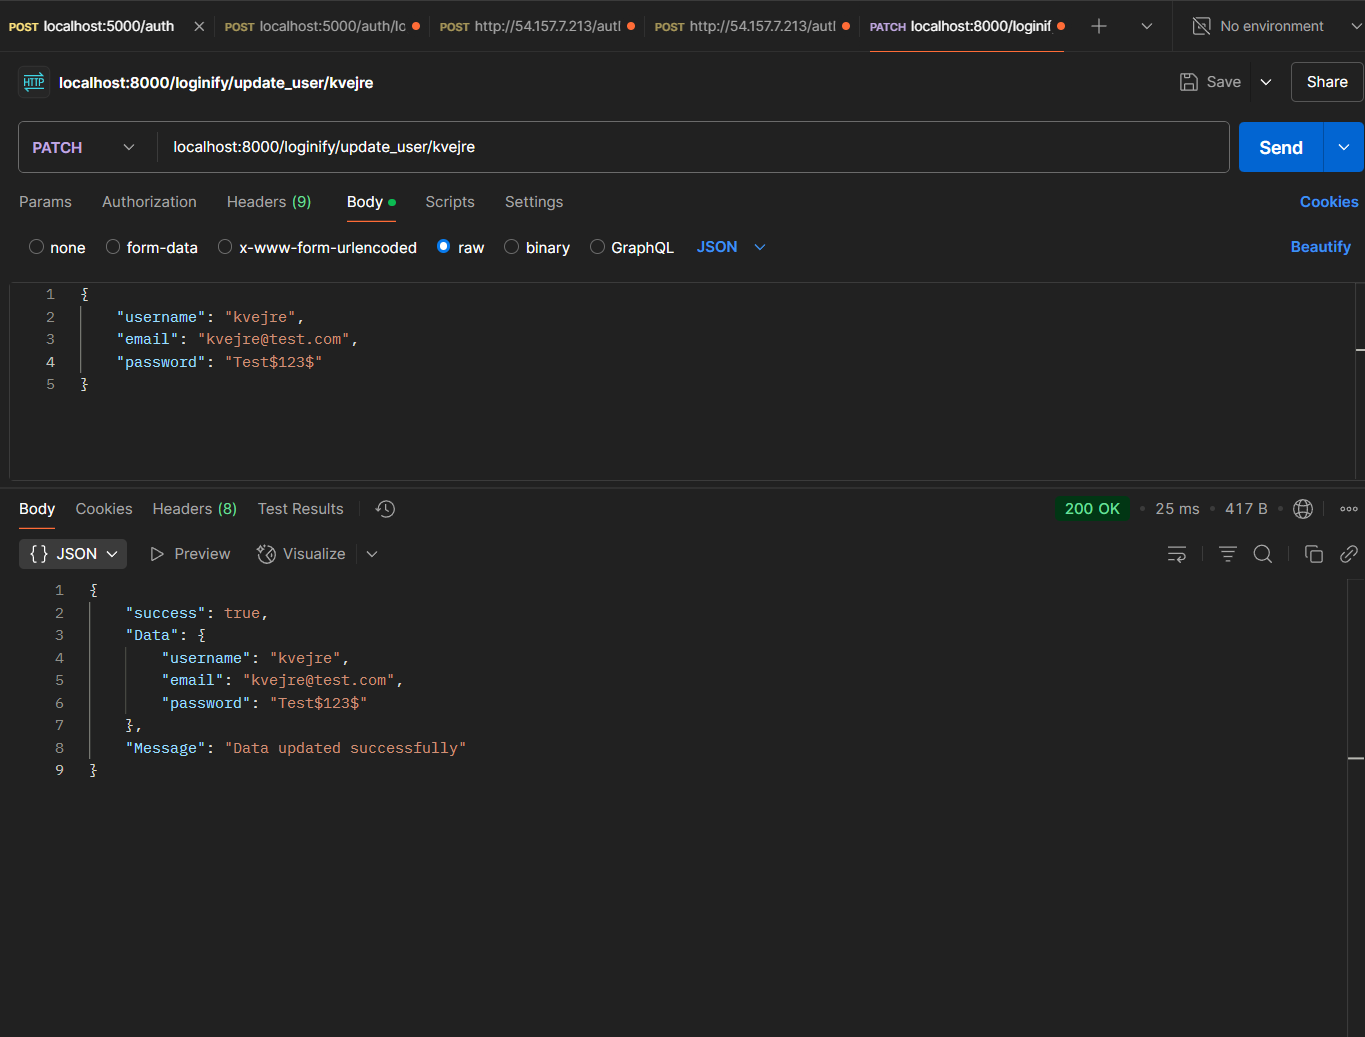 POST localhost:5000/auth
POST localhost:5000/auth/lo
POST http://54.157.7.213/autl
POST http://54.157.7.213/autl
PATCH localhost:8000/loginif
No environment
HTTP localhost:8000/loginify/update_user/kvejre
Save
Share
PATCH
localhost:8000/loginify/update_user/kvejre
Send
Params
Authorization
Headers (9)
Body
Scripts
Settings
Cookies
none
form-data
x-www-form-urlencoded
raw
binary
GraphQL
JSON
Beautify
1 {
2 "username": "kvejre",
3 "email": "kvejre@test.com",
4 "password": "Test$123$"
5 }
Body
Cookies
Headers (8)
Test Results
200 OK
25 ms
417 B
{} JSON
Preview
Visualize
1 {
2 "success": true,
3 "Data": {
4 "username": "kvejre",
5 "email": "kvejre@test.com",
6 "password": "Test$123$"
7 },
8 "Message": "Data updated successfully"
9 }